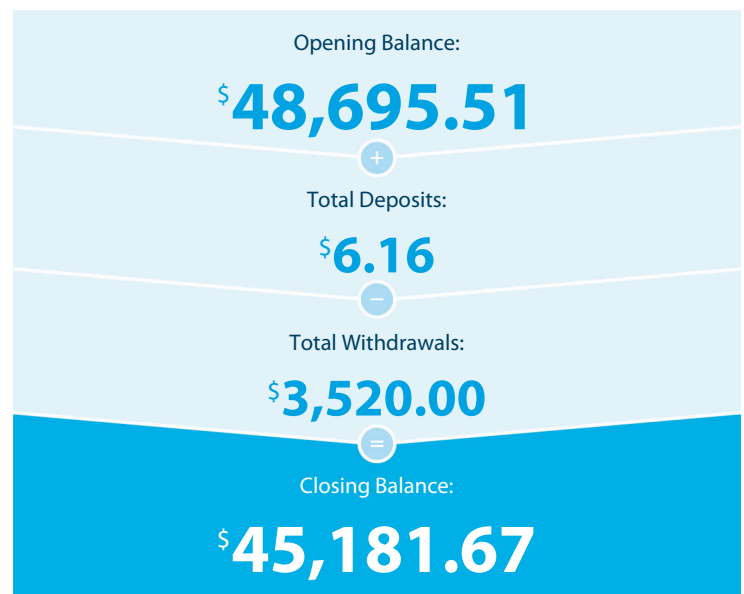 Opening Balance:
$48,695.51
+
Total Deposits:
$6.16
−
Total Withdrawals:
$3,520.00
=
Closing Balance:
$45,181.67